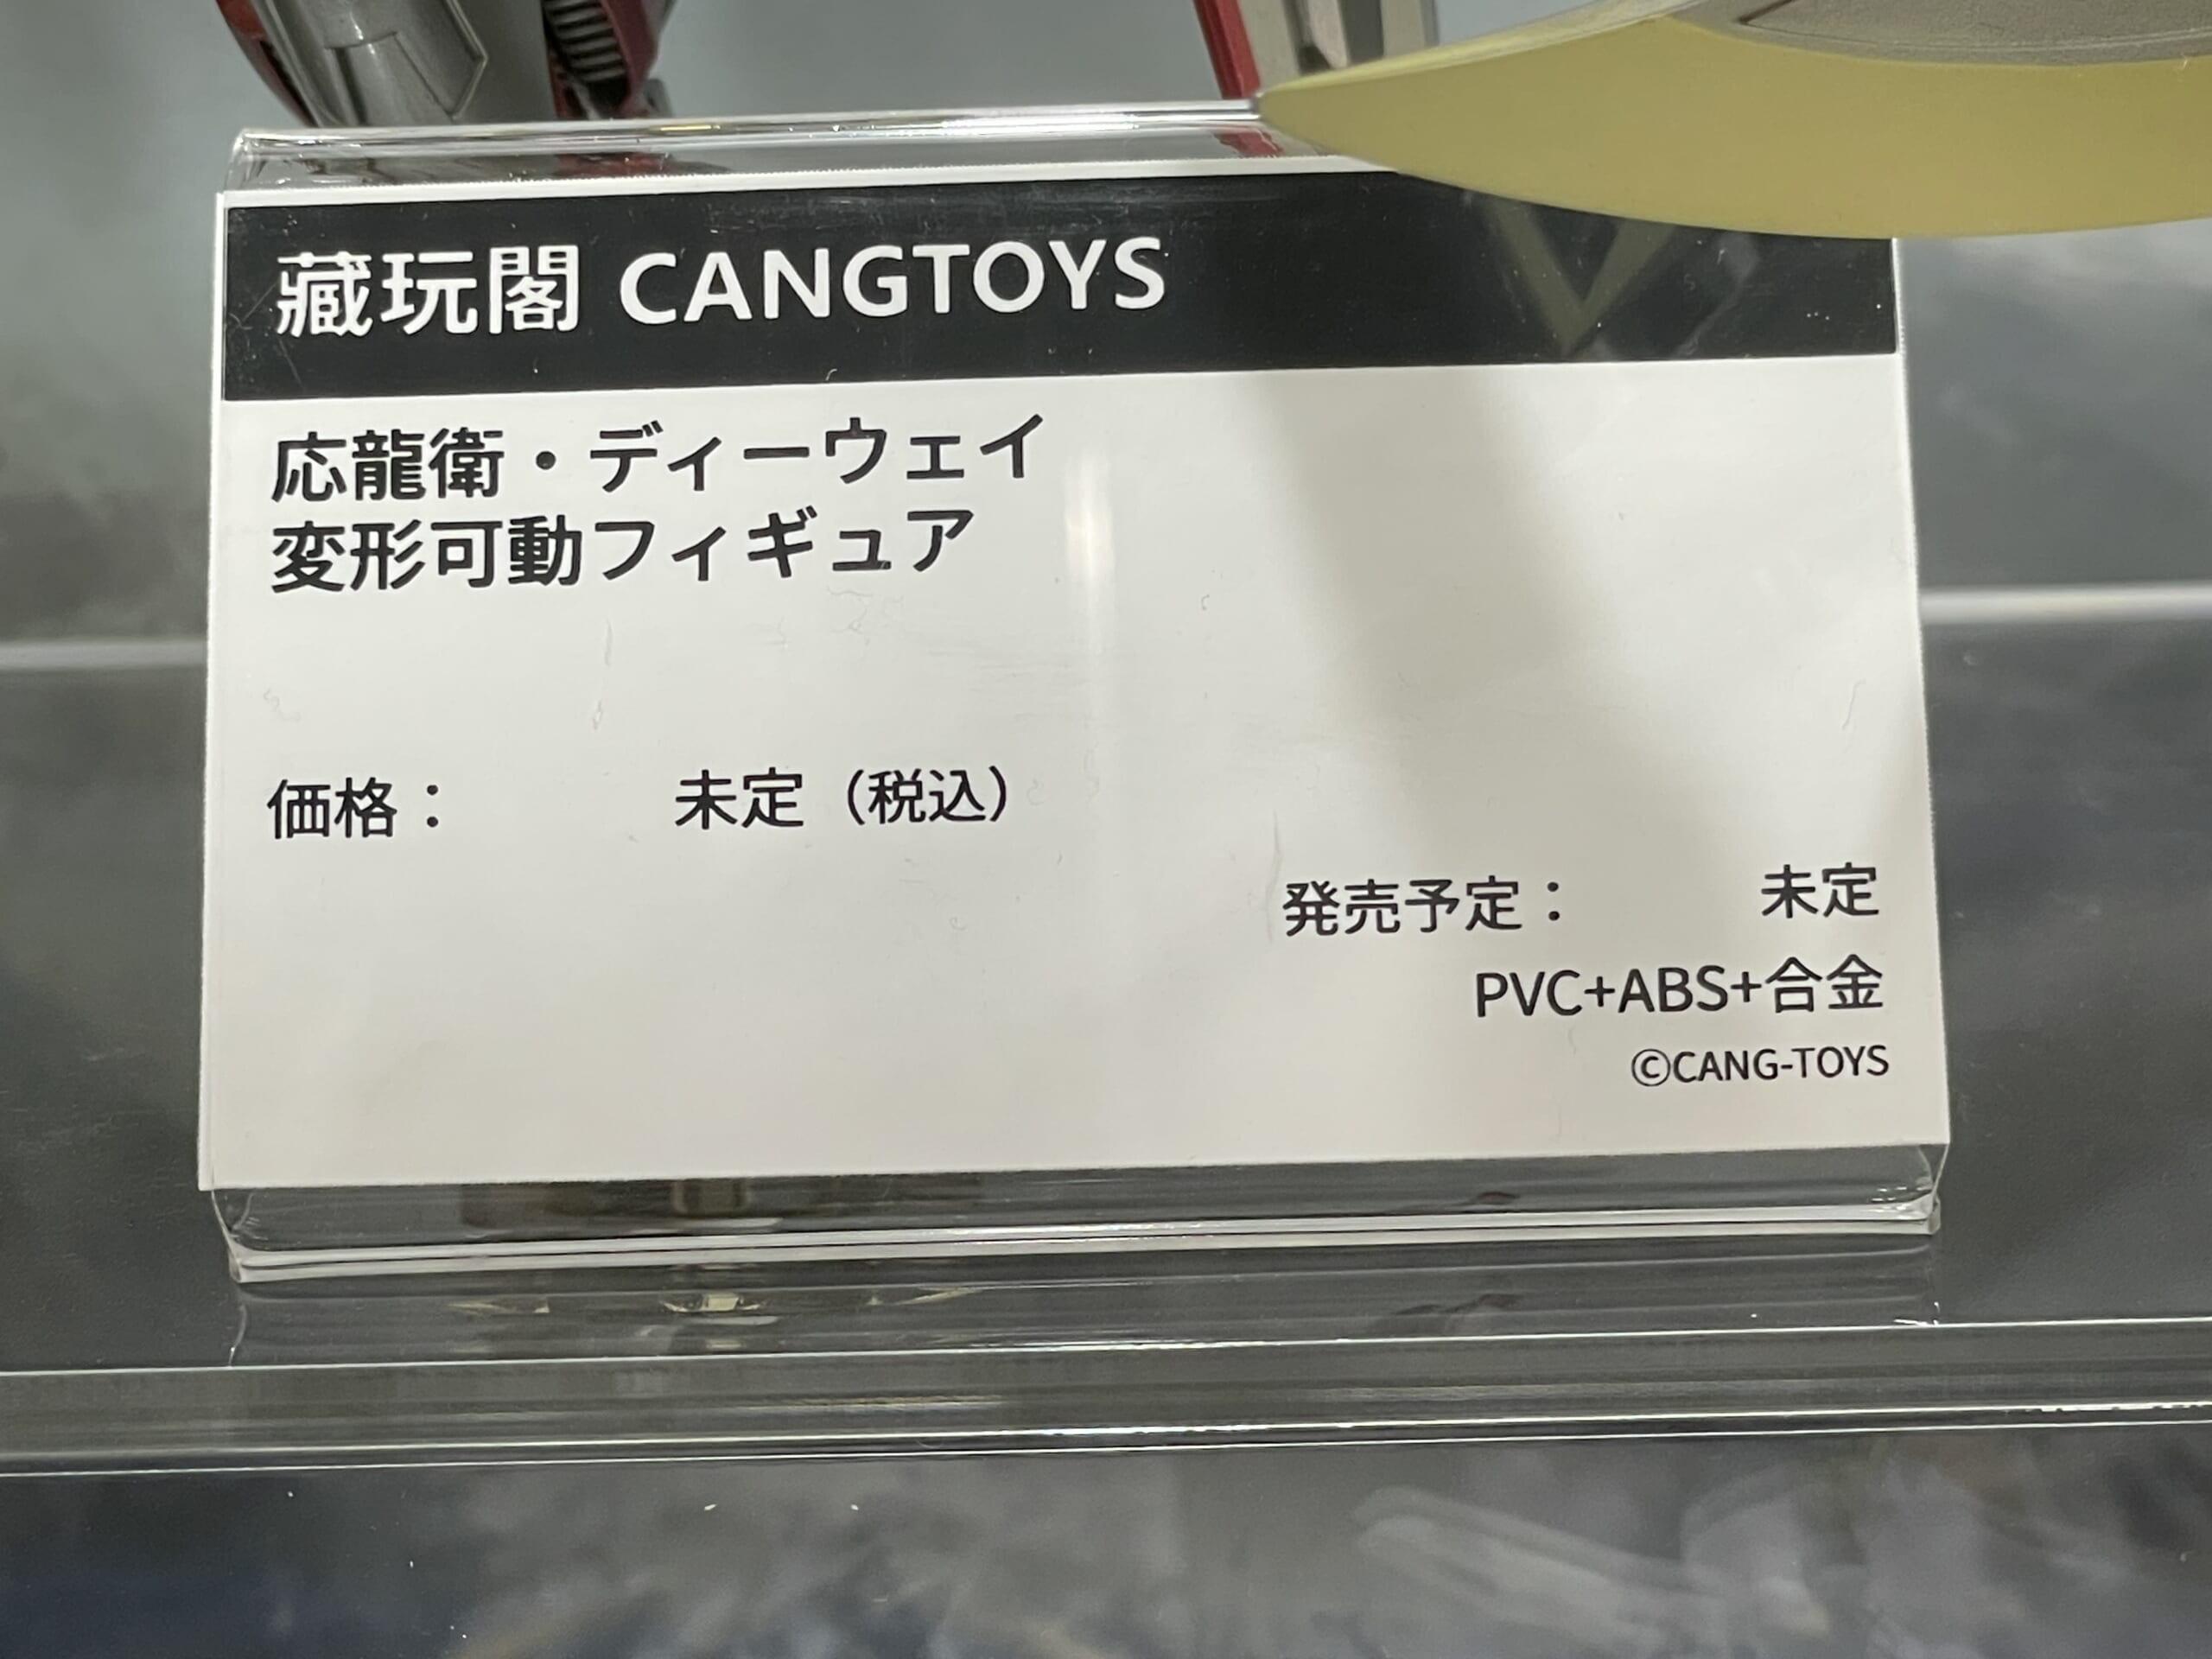 藏玩閣 CANGTOYS
応龍衛・ディーウェイ
変形可動フィギュア
価格： 未定（税込）
発売予定： 未定
PVC+ABS+合金
©CANG-TOYS